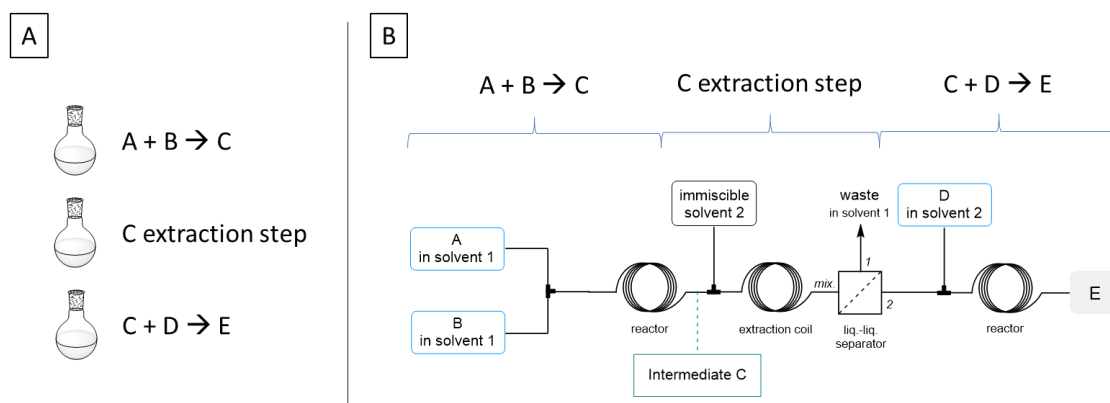 A
A + B → C
C extraction step
C + D → E
B
A + B → C
C extraction step
C + D → E
A
in solvent 1
B
in solvent 1
reactor
immiscible
solvent 2
Intermediate C
extraction coil
mix.
waste
in solvent 1
1
2
liq.-liq.
separator
D
in solvent 2
reactor
E